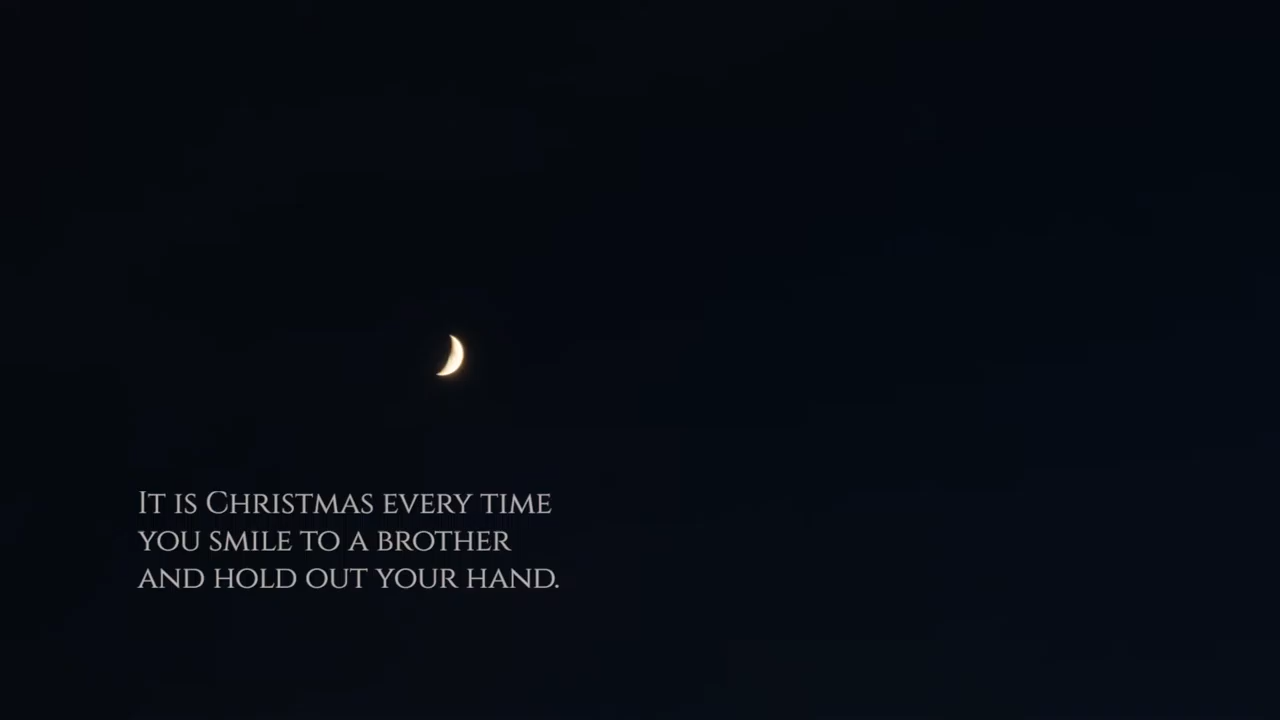 It is Christmas every time
you smile to a brother
and hold out your hand.